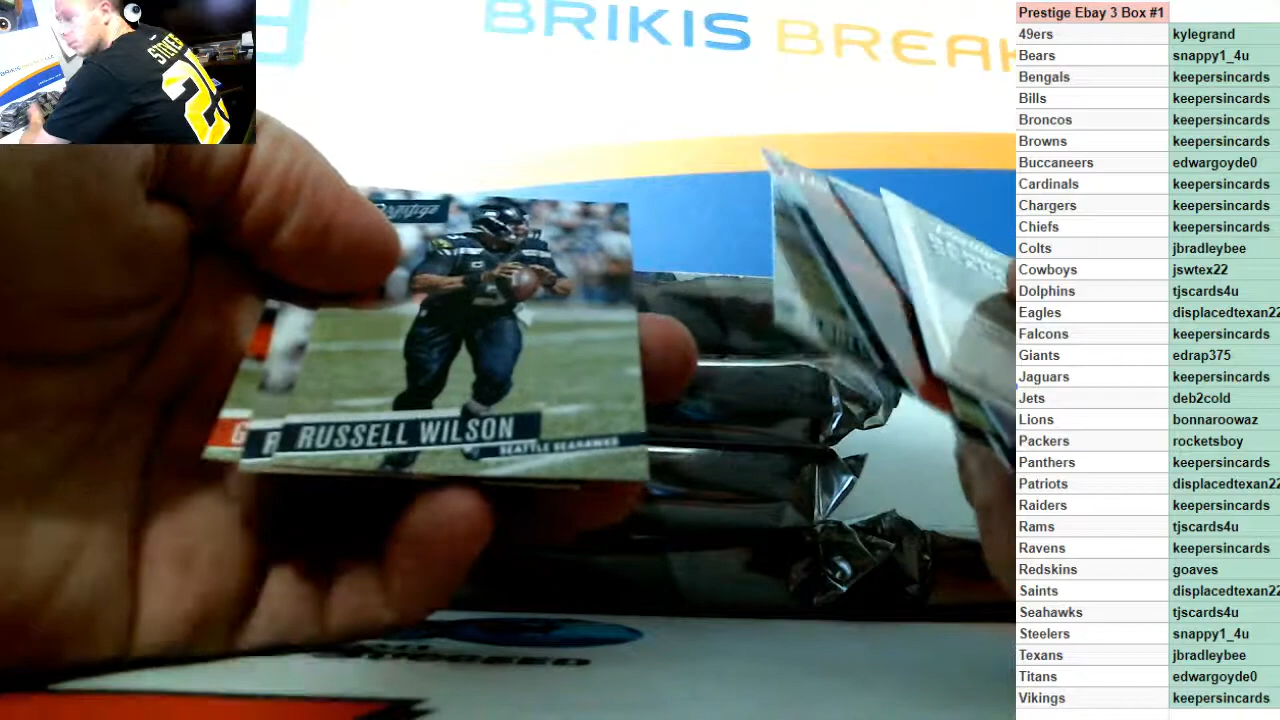 BRIKIS BREAK
Prestige
RUSSELL WILSON
SEATTLE SEAHAWKS
Prestige Ebay 3 Box #1
49ers kylegrand
Bears snappy1_4u
Bengals keepersincards
Bills keepersincards
Broncos keepersincards
Browns keepersincards
Buccaneers edwargoyde0
Cardinals keepersincards
Chargers keepersincards
Chiefs keepersincards
Colts jbradleybee
Cowboys jswtex22
Dolphins tjscards4u
Eagles displacedtexan22
Falcons keepersincards
Giants edrap375
Jaguars keepersincards
Jets deb2cold
Lions bonnaroowaz
Packers rocketsboy
Panthers keepersincards
Patriots displacedtexan22
Raiders keepersincards
Rams tjscards4u
Ravens keepersincards
Redskins goaves
Saints displacedtexan22
Seahawks tjscards4u
Steelers snappy1_4u
Texans jbradleybee
Titans edwargoyde0
Vikings keepersincards